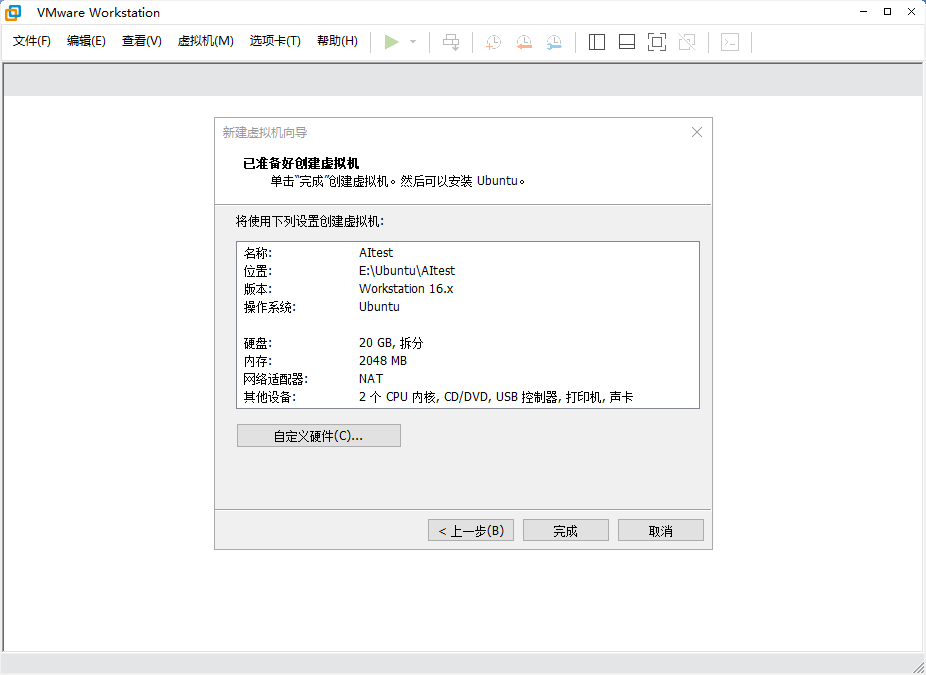 VMware Workstation
文件(F) 编辑(E) 查看(V) 虚拟机(M) 选项卡(T) 帮助(H)
新建虚拟机向导
已准备好创建虚拟机
单击“完成”创建虚拟机。然后可以安装 Ubuntu。
将使用下列设置创建虚拟机:
名称: AItest
位置: E:\Ubuntu\AItest
版本: Workstation 16.x
操作系统: Ubuntu
硬盘: 20 GB, 拆分
内存: 2048 MB
网络适配器: NAT
其他设备: 2 个 CPU 内核, CD/DVD, USB 控制器, 打印机, 声卡
自定义硬件(C)...
< 上一步(B) 完成 取消